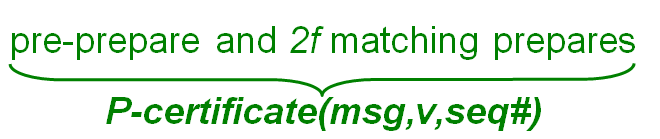 pre-prepare and 2f matching prepares
P-certificate(msg,v,seq#)